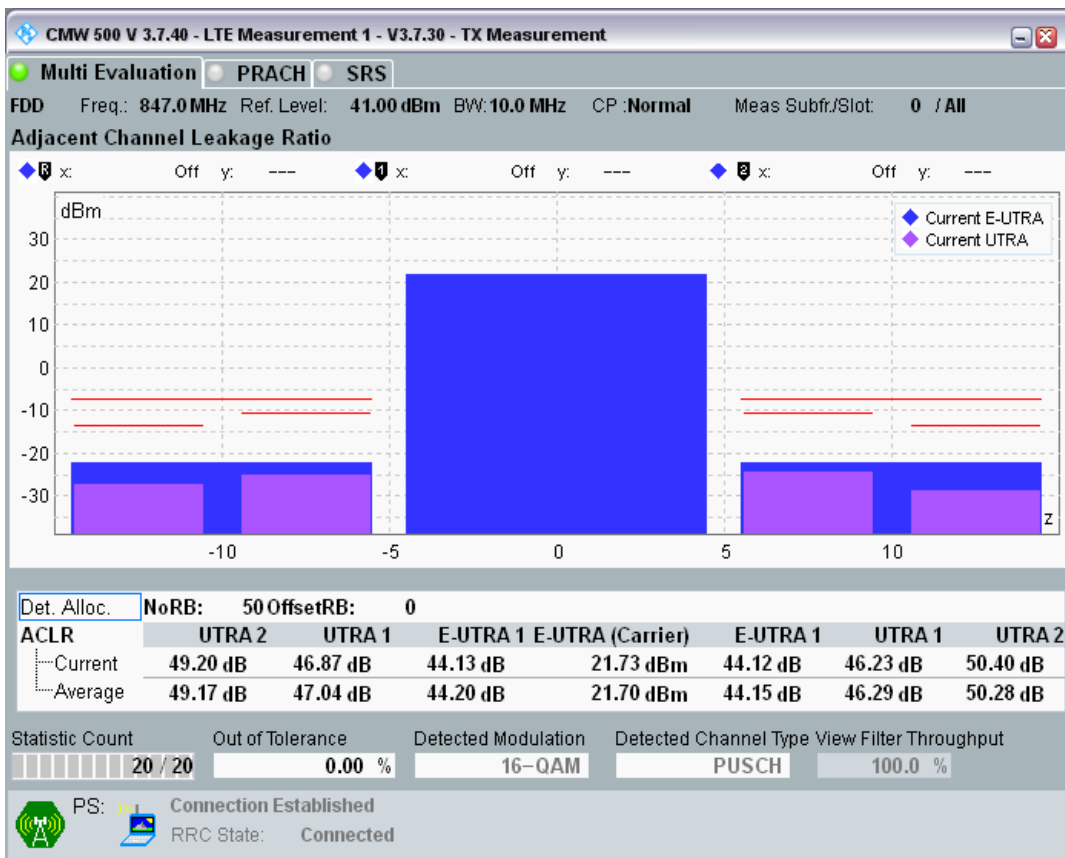 CMW 500 V 3.7.40 - LTE Measurement 1 - V3.7.30 - TX Measurement
Multi Evaluation PRACH SRS
FDD Freq.: 847.0 MHz Ref. Level: 41.00 dBm BW: 10.0 MHz CP :Normal Meas Subfr./Slot: 0 / All
Adjacent Channel Leakage Ratio
R x: Off y: --- 1 x: Off y: --- 2 x: Off y: ---
dBm
Current E-UTRA
Current UTRA
30
20
10
0
-10
-20
-30
z
-10 -5 0 5 10
Det. Alloc. NoRB: 50 OffsetRB: 0
ACLR UTRA 2 UTRA 1 E-UTRA 1 E-UTRA (Carrier) E-UTRA 1 UTRA 1 UTRA 2
Current 49.20 dB 46.87 dB 44.13 dB 21.73 dBm 44.12 dB 46.23 dB 50.40 dB
Average 49.17 dB 47.04 dB 44.20 dB 21.70 dBm 44.15 dB 46.29 dB 50.28 dB
Statistic Count Out of Tolerance Detected Modulation Detected Channel Type View Filter Throughput
20 / 20 0.00 % 16-QAM PUSCH 100.0 %
PS: Connection Established
RRC State: Connected